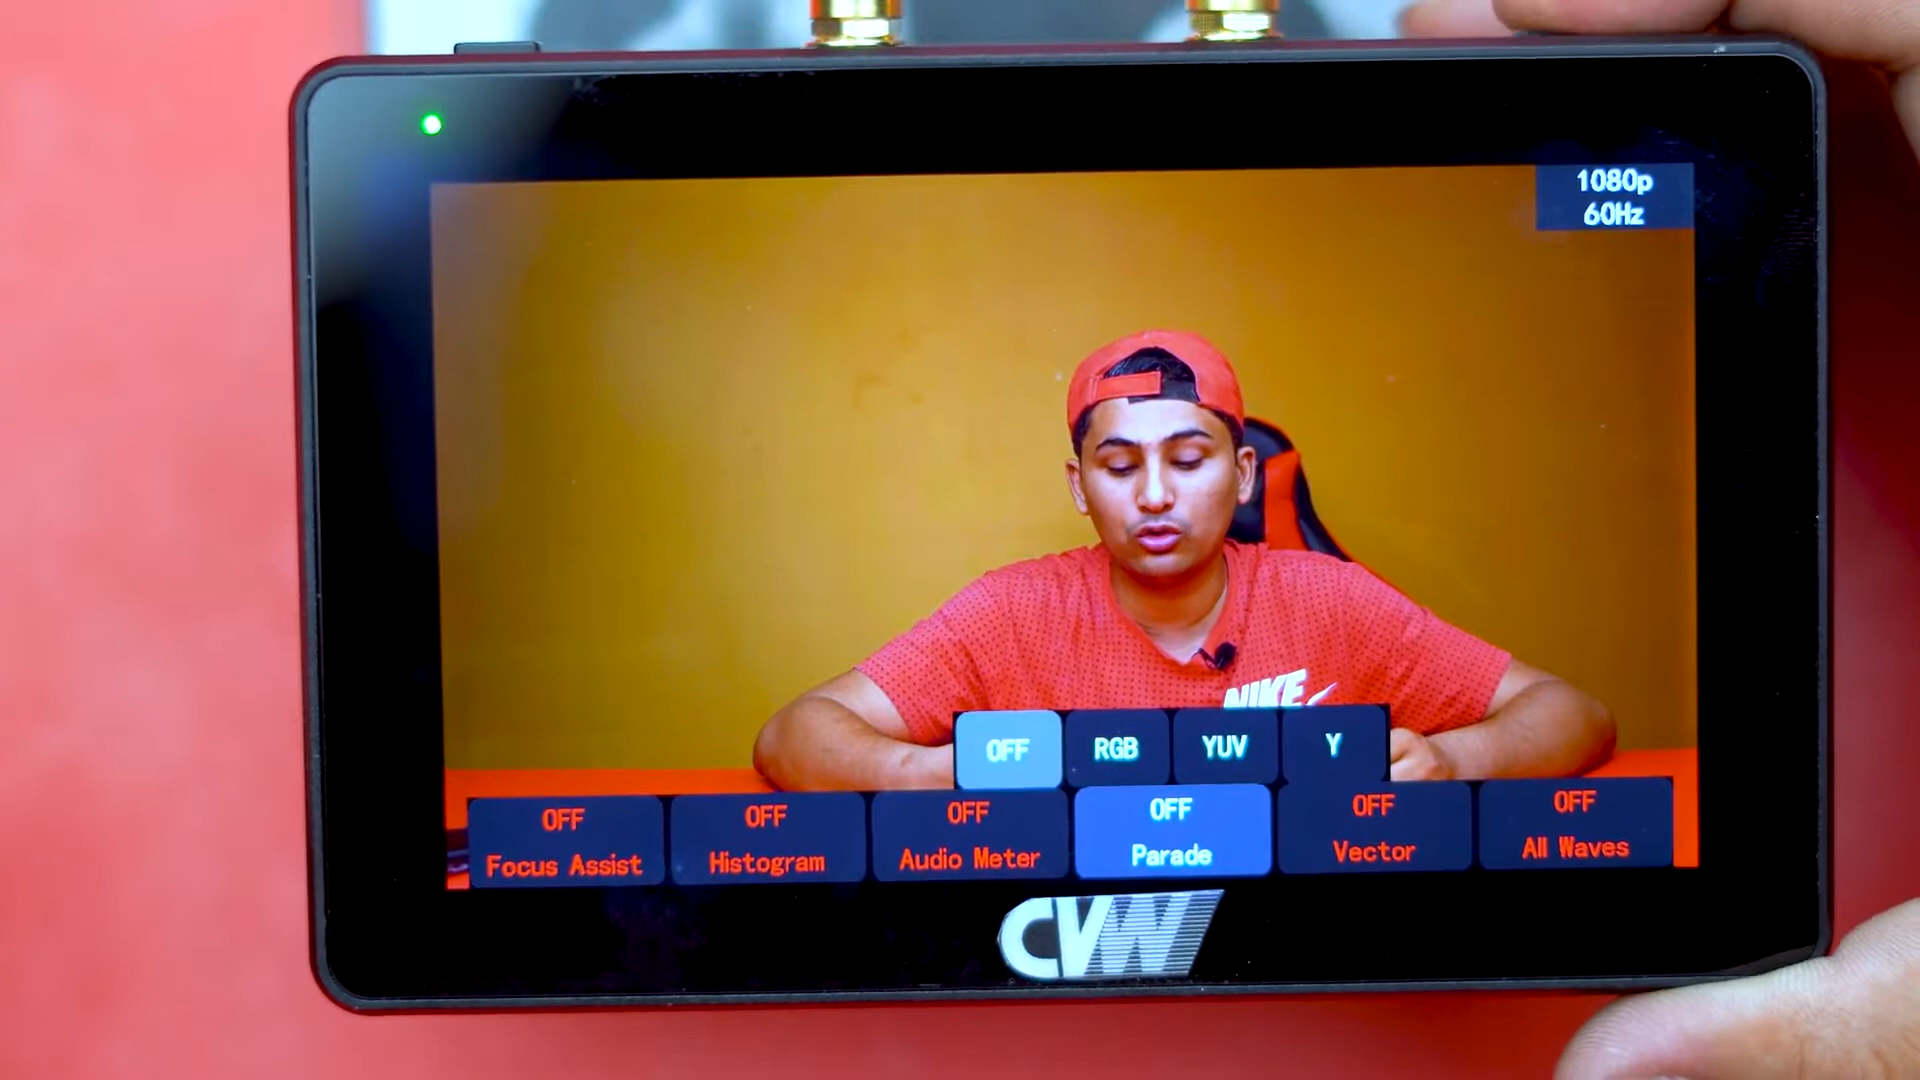 1080p
60Hz
NIKE
OFF RGB YUV Y
OFF OFF OFF OFF OFF OFF
Focus Assist Histogram Audio Meter Parade Vector All Waves
CVW